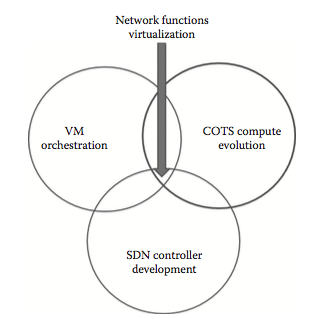 Network functions
virtualization
VM
orchestration
COTS compute
evolution
SDN controller
development